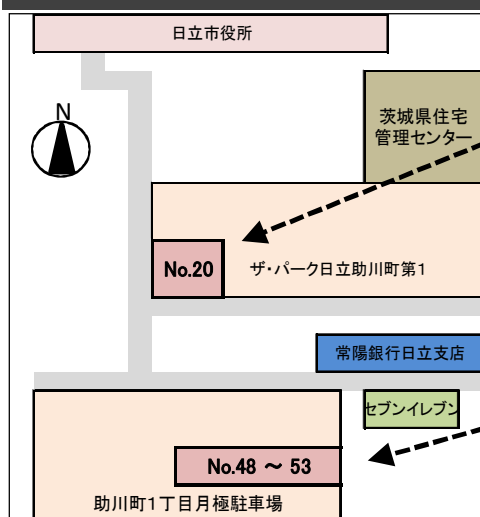 日立市役所
茨城県住宅
管理センター
N
No.20
ザ・パーク日立助川町第1
常陽銀行日立支店
セブンイレブン
No.48 ～ 53
助川町1丁目月極駐車場